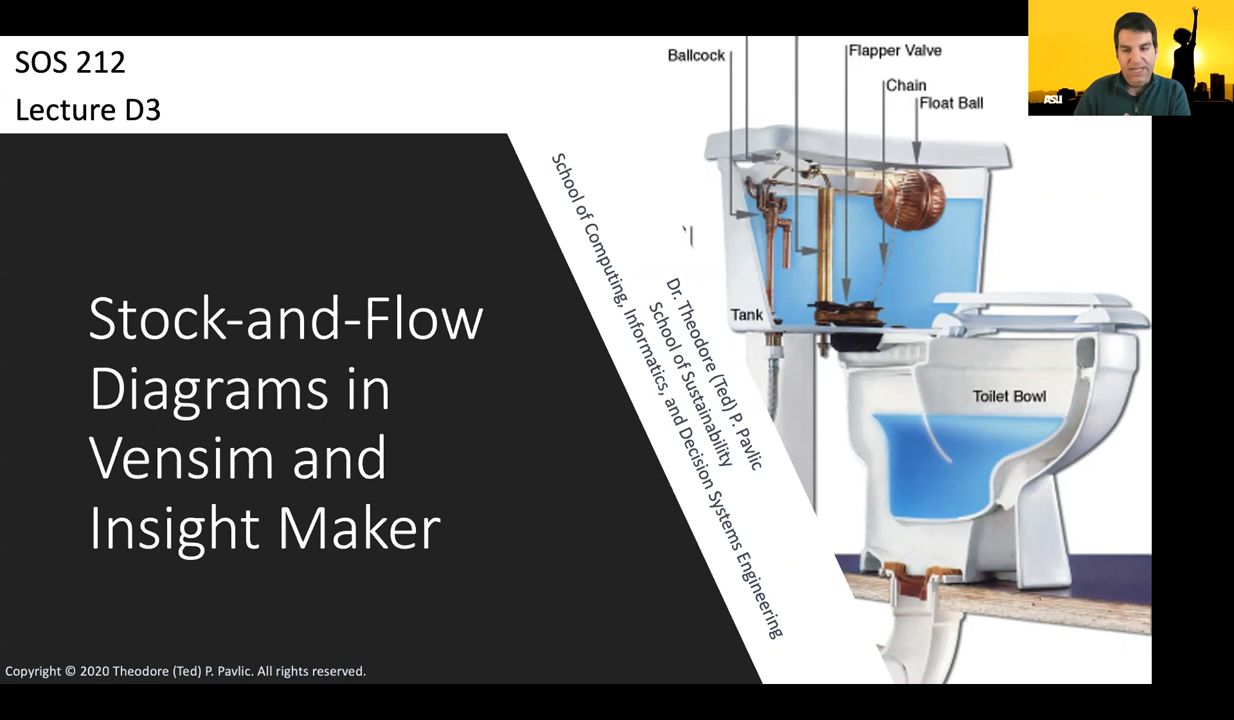 SOS 212
Lecture D3
Stock-and-Flow
Diagrams in
Vensim and
Insight Maker
Copyright © 2020 Theodore (Ted) P. Pavlic. All rights reserved.
School of Computing, Informatics, and Decision Systems Engineering
School of Sustainability
Dr. Theodore (Ted) P. Pavlic
Ballcock
Flapper Valve
Chain
Float Ball
Tank
Toilet Bowl
ASU